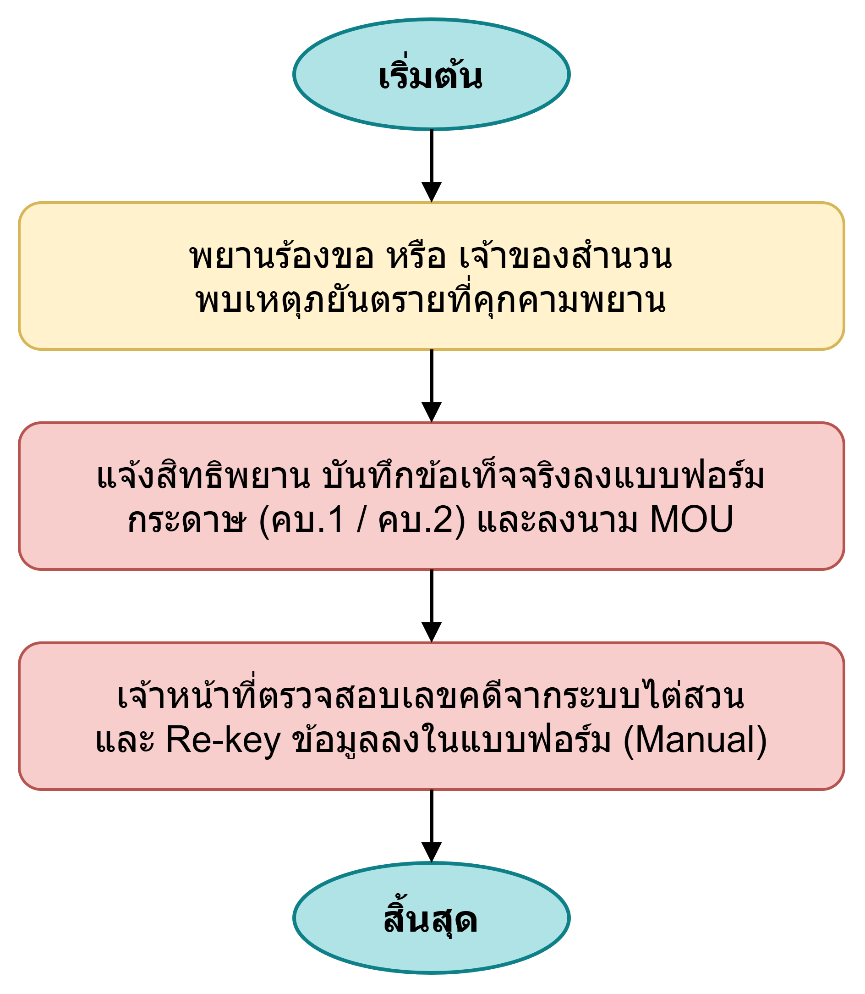 เริ่มต้น
พยานร้องขอ หรือ เจ้าของสำนวน
พบเหตุภยันตรายที่คุกคามพยาน
แจ้งสิทธิพยาน บันทึกข้อเท็จจริงลงแบบฟอร์ม
กระดาษ (คบ.1 / คบ.2) และลงนาม MOU
เจ้าหน้าที่ตรวจสอบเลขคดีจากระบบไต่สวน
และ Re-key ข้อมูลลงในแบบฟอร์ม (Manual)
สิ้นสุด